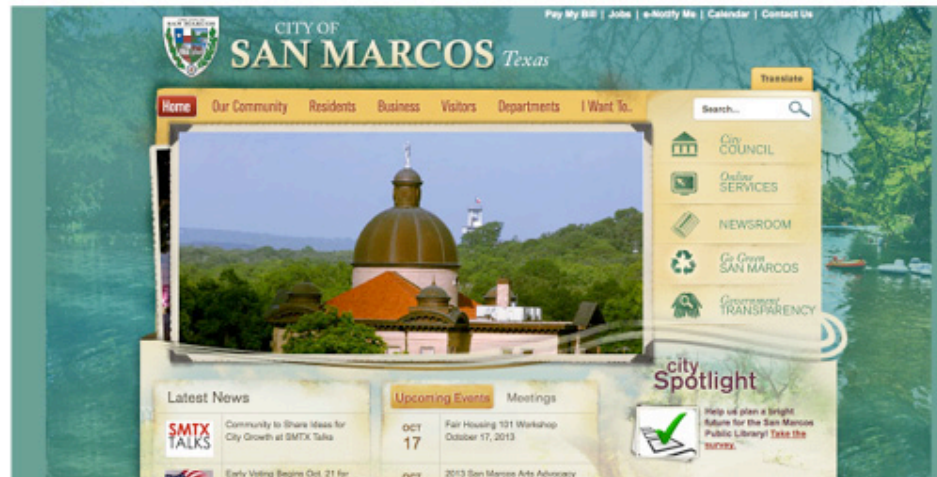 Pay My Bill | Jobs | e-Notify Me | Calendar | Contact Us
CITY OF
SAN MARCOS Texas
Translate
Home Our Community Residents Business Visitors Departments I Want To..
Search...
City
COUNCIL
Online
SERVICES
NEWSROOM
Go Green
SAN MARCOS
Government
TRANSPARENCY
city
Spotlight
Help us plan a bright
future for the San Marcos
Public Library! Take the
survey.
Latest News
SMTX
TALKS
Community to Share Ideas for
City Growth at SMTX Talks
Early Voting Begins Oct. 21 for
Upcoming Events Meetings
OCT
17
Fair Housing 101 Workshop
October 17, 2013
OCT
2013 San Marcos Arts Advocacy